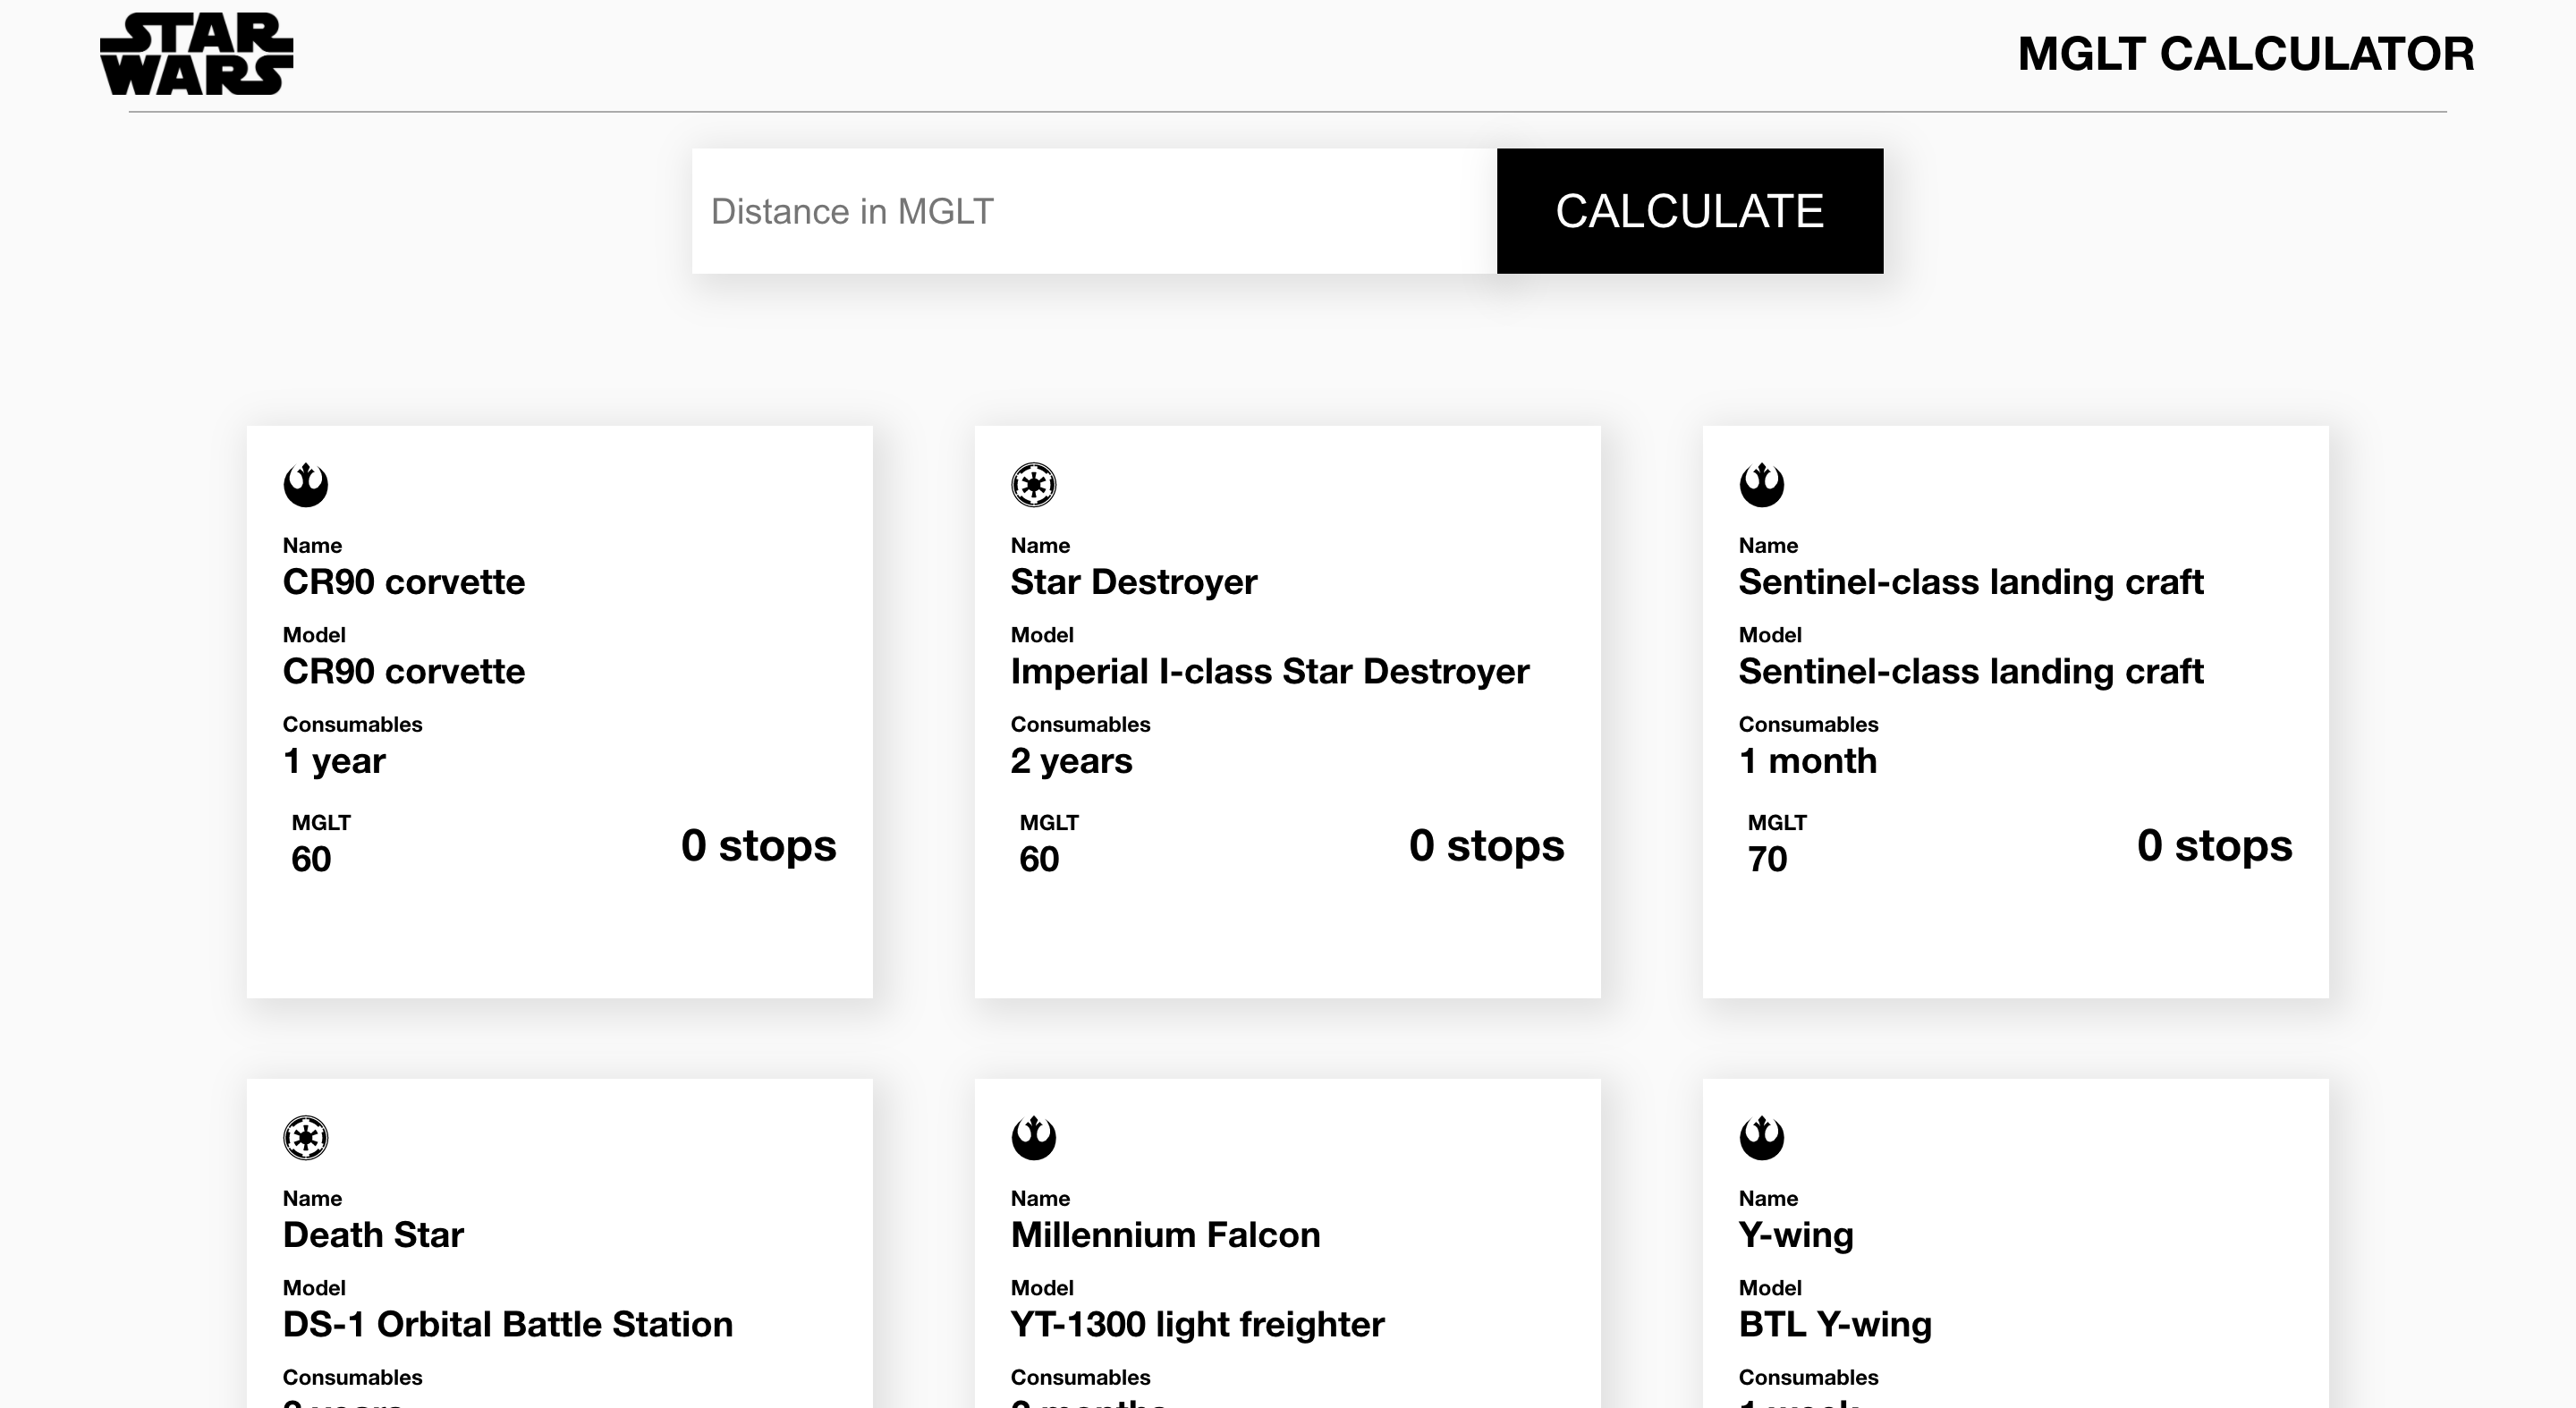 STAR
WARS
MGLT CALCULATOR
Distance in MGLT
CALCULATE
Name
CR90 corvette
Model
CR90 corvette
Consumables
1 year
MGLT
60
0 stops
Name
Star Destroyer
Model
Imperial I-class Star Destroyer
Consumables
2 years
MGLT
60
0 stops
Name
Sentinel-class landing craft
Model
Sentinel-class landing craft
Consumables
1 month
MGLT
70
0 stops
Name
Death Star
Model
DS-1 Orbital Battle Station
Consumables
Name
Millennium Falcon
Model
YT-1300 light freighter
Consumables
Name
Y-wing
Model
BTL Y-wing
Consumables